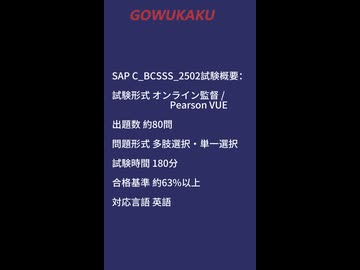 GOWUKAKU
SAP C_BCSSS_2502試験概要:
試験形式 オンライン監督 /
Pearson VUE
出題数 約80問
問題形式 多肢選択・単一選択
試験時間 180分
合格基準 約63%以上
対応言語 英語